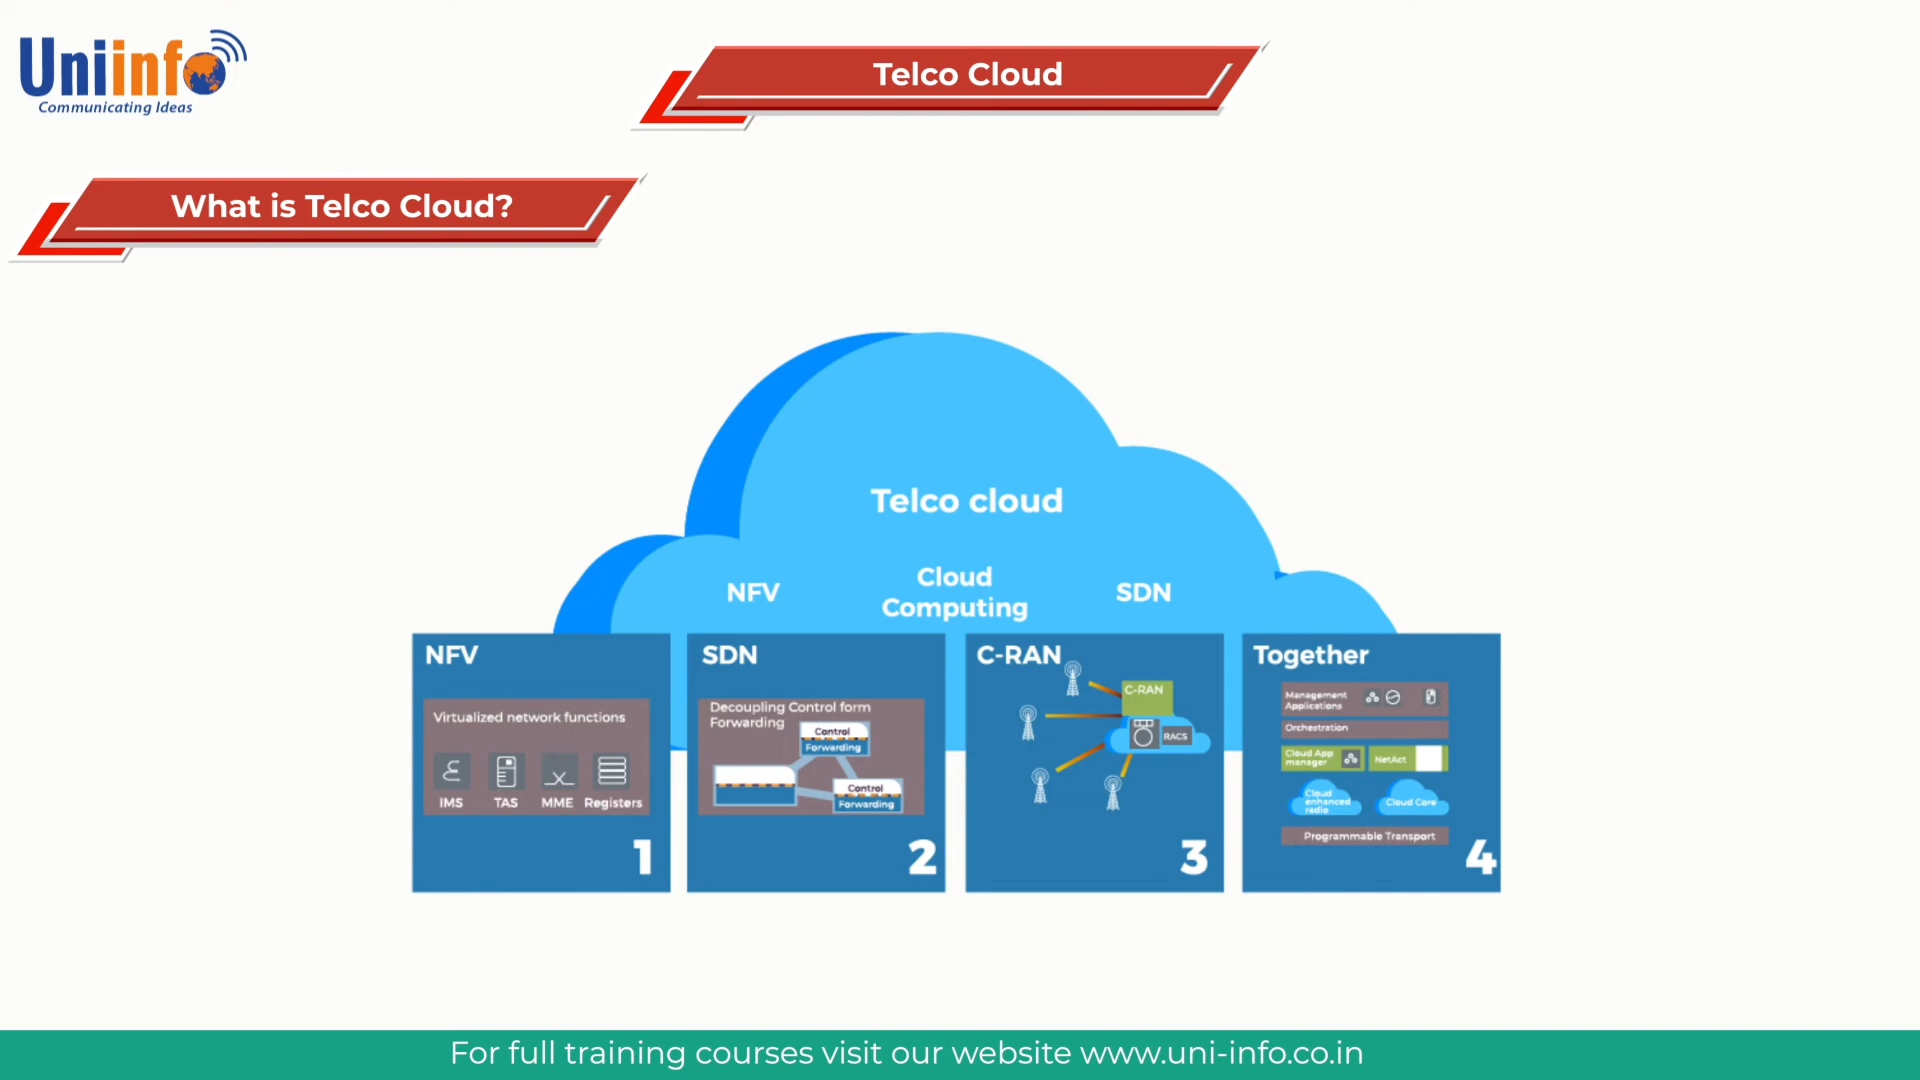 Uniinfo
Communicating Ideas
Telco Cloud
What is Telco Cloud?
Telco cloud
NFV
Cloud
Computing
SDN
NFV
Virtualized network functions
IMS TAS MME Registers
1
SDN
Decoupling Control form
Forwarding
Control
Forwarding
Control
Forwarding
2
C-RAN
C-RAN
RACS
3
Together
Management
Applications
Orchestration
Cloud App
manager
NetAct
Cloud
enhanced
radio
Cloud Core
Programmable Transport
4
For full training courses visit our website www.uni-info.co.in